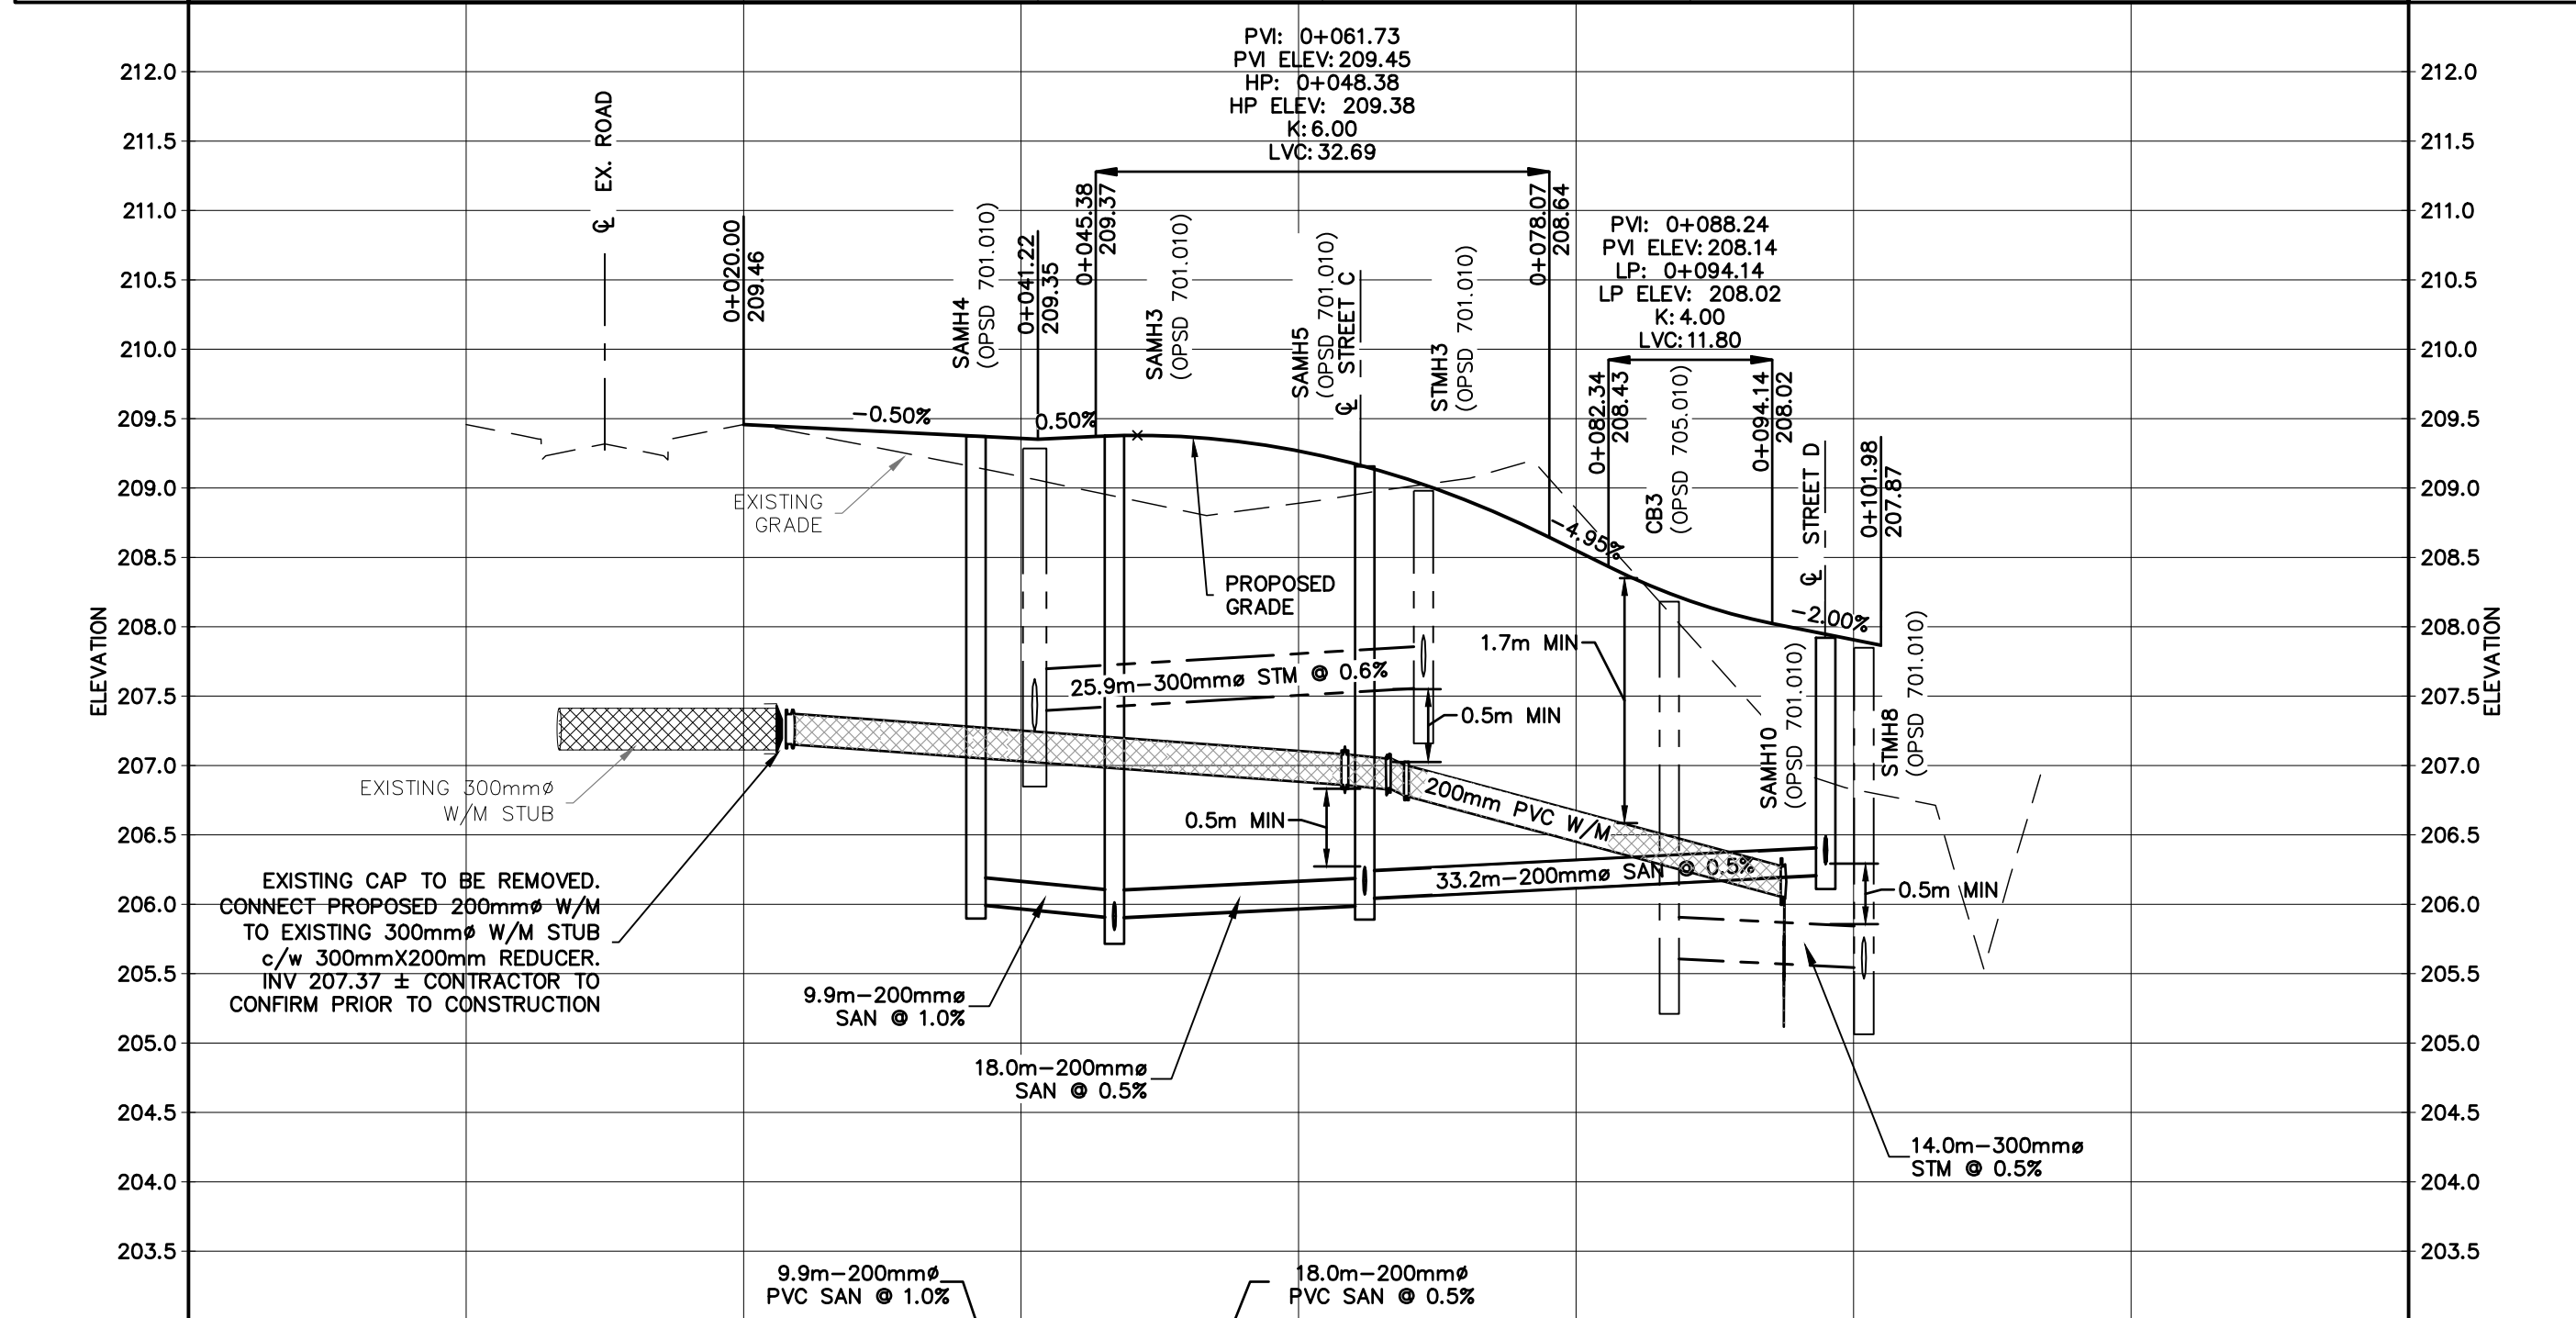 PVI: 0+061.73
PVI ELEV: 209.45
HP: 0+048.38
HP ELEV: 209.38
K: 6.00
LVC: 32.69
212.0
211.5
211.0
210.5
210.0
209.5
209.0
208.5
208.0
207.5
207.0
206.5
206.0
205.5
205.0
204.5
204.0
203.5
ELEVATION
℄ EX. ROAD
0+020.00
209.46
SAMH4
(OPSD 701.010)
0+041.22
209.35
0+045.38
209.37
SAMH3
(OPSD 701.010)
SAMH5
(OPSD 701.010)
℄ STREET C
STMH3
(OPSD 701.010)
0+078.07
208.64
PVI: 0+088.24
PVI ELEV: 208.14
LP: 0+094.14
LP ELEV: 208.02
K: 4.00
LVC: 11.80
0+082.34
208.43
CB3
(OPSD 705.010)
0+094.14
208.02
℄ STREET D
0+101.98
207.87
SAMH10
(OPSD 701.010)
STMH8
(OPSD 701.010)
-0.50%
0.50%
-4.95%
-2.00%
EXISTING
GRADE
PROPOSED
GRADE
1.7m MIN
25.9m-300mmø STM @ 0.6%
0.5m MIN
EXISTING 300mmø
W/M STUB
200mm PVC W/M
0.5m MIN
33.2m-200mmø SAN @ 0.5%
0.5m MIN
EXISTING CAP TO BE REMOVED.
CONNECT PROPOSED 200mmø W/M
TO EXISTING 300mmø W/M STUB
c/w 300mmX200mm REDUCER.
INV 207.37 ± CONTRACTOR TO
CONFIRM PRIOR TO CONSTRUCTION
9.9m-200mmø
SAN @ 1.0%
18.0m-200mmø
SAN @ 0.5%
14.0m-300mmø
STM @ 0.5%
9.9m-200mmø
PVC SAN @ 1.0%
18.0m-200mmø
PVC SAN @ 0.5%
212.0
211.5
211.0
210.5
210.0
209.5
209.0
208.5
208.0
207.5
207.0
206.5
206.0
205.5
205.0
204.5
204.0
203.5
ELEVATION